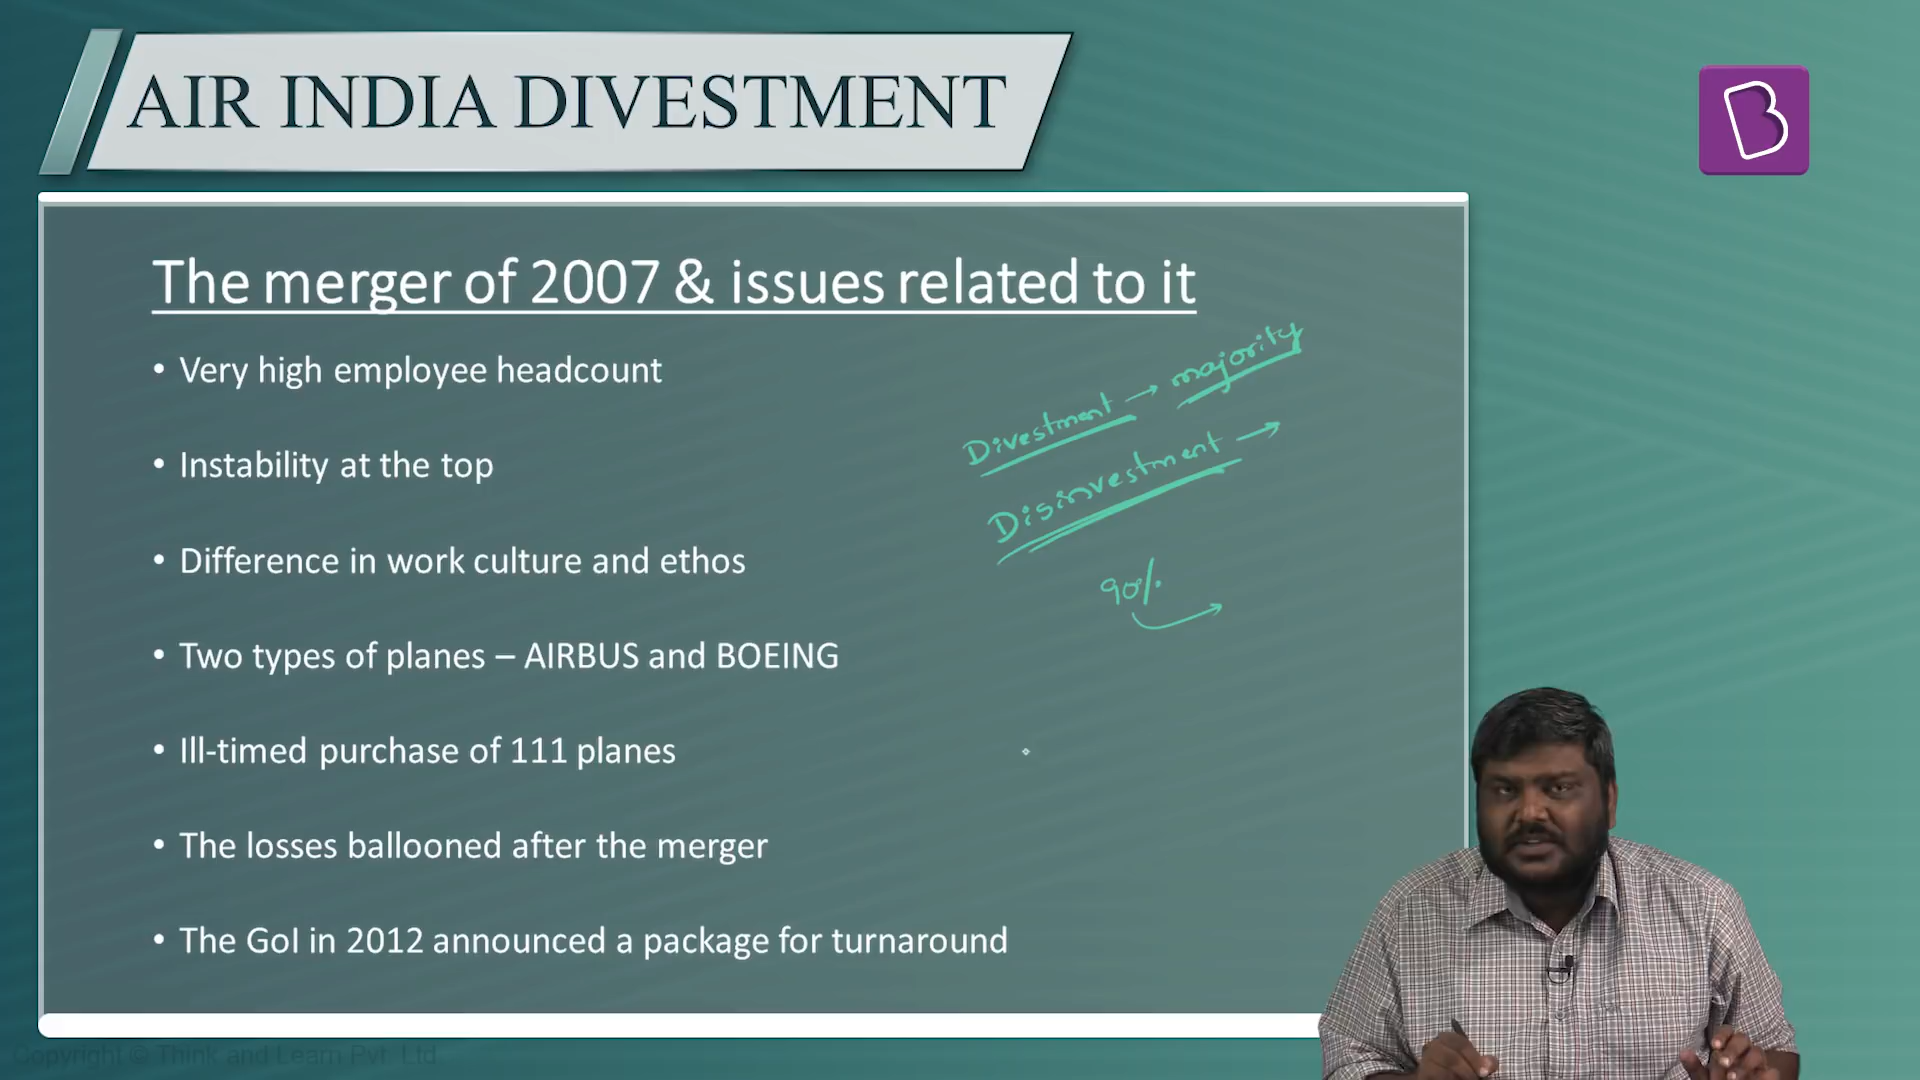 AIR INDIA DIVESTMENT
B
The merger of 2007 & issues related to it
• Very high employee headcount
• Instability at the top
• Difference in work culture and ethos
• Two types of planes – AIRBUS and BOEING
• Ill-timed purchase of 111 planes
• The losses ballooned after the merger
• The GoI in 2012 announced a package for turnaround
Divestment → majority
Disinvestment →
90%
Copyright © Think and Learn Pvt. Ltd.